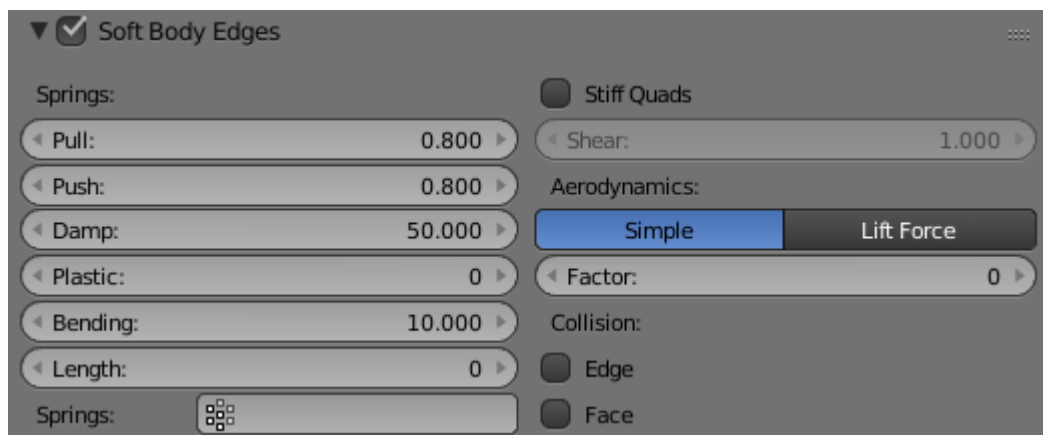 Soft Body Edges
Springs:
Pull: 0.800
Push: 0.800
Damp: 50.000
Plastic: 0
Bending: 10.000
Length: 0
Springs:
Stiff Quads
Shear: 1.000
Aerodynamics:
Simple Lift Force
Factor: 0
Collision:
Edge
Face